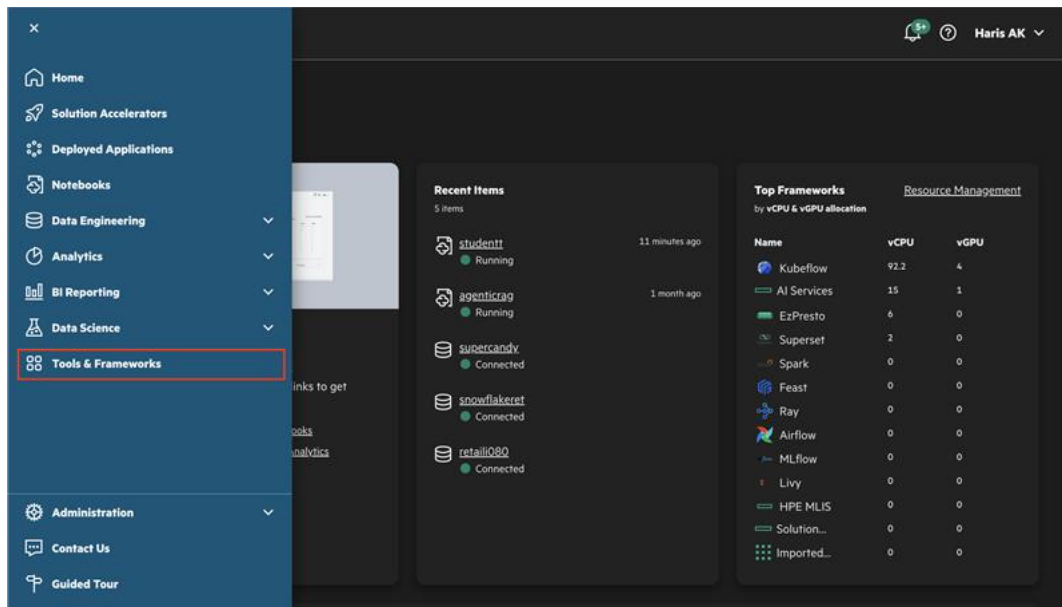 ×
5+
Haris AK
Home
Solution Accelerators
Deployed Applications
Notebooks
Data Engineering
Analytics
BI Reporting
Data Science
Tools & Frameworks
Administration
Contact Us
Guided Tour
inks to get
ooks
nalytics
Recent Items
5 items
studentt 11 minutes ago
Running
agenticrag 1 month ago
Running
supercandy
Connected
snowflakeret
Connected
retaili080
Connected
Top Frameworks Resource Management
by vCPU & vGPU allocation
Name vCPU vGPU
Kubeflow 92.2 4
AI Services 15 1
EzPresto 6 0
Superset 2 0
Spark 0 0
Feast 0 0
Ray 0 0
Airflow 0 0
MLflow 0 0
Livy 0 0
HPE MLIS 0 0
Solution... 0 0
Imported... 0 0